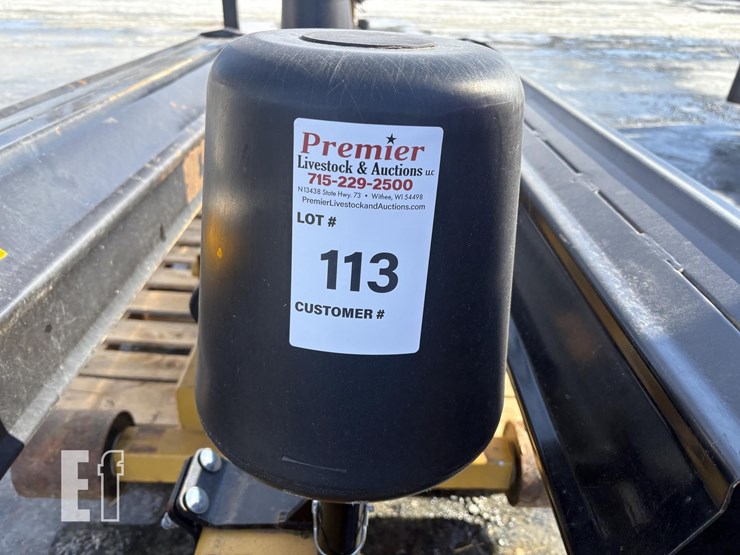 Premier
Livestock & Auctions LLC
715-229-2500
N13438 State Hwy. 73 • Withee, WI 54498
PremierLivestockandAuctions.com
LOT #
113
CUSTOMER #
Ef